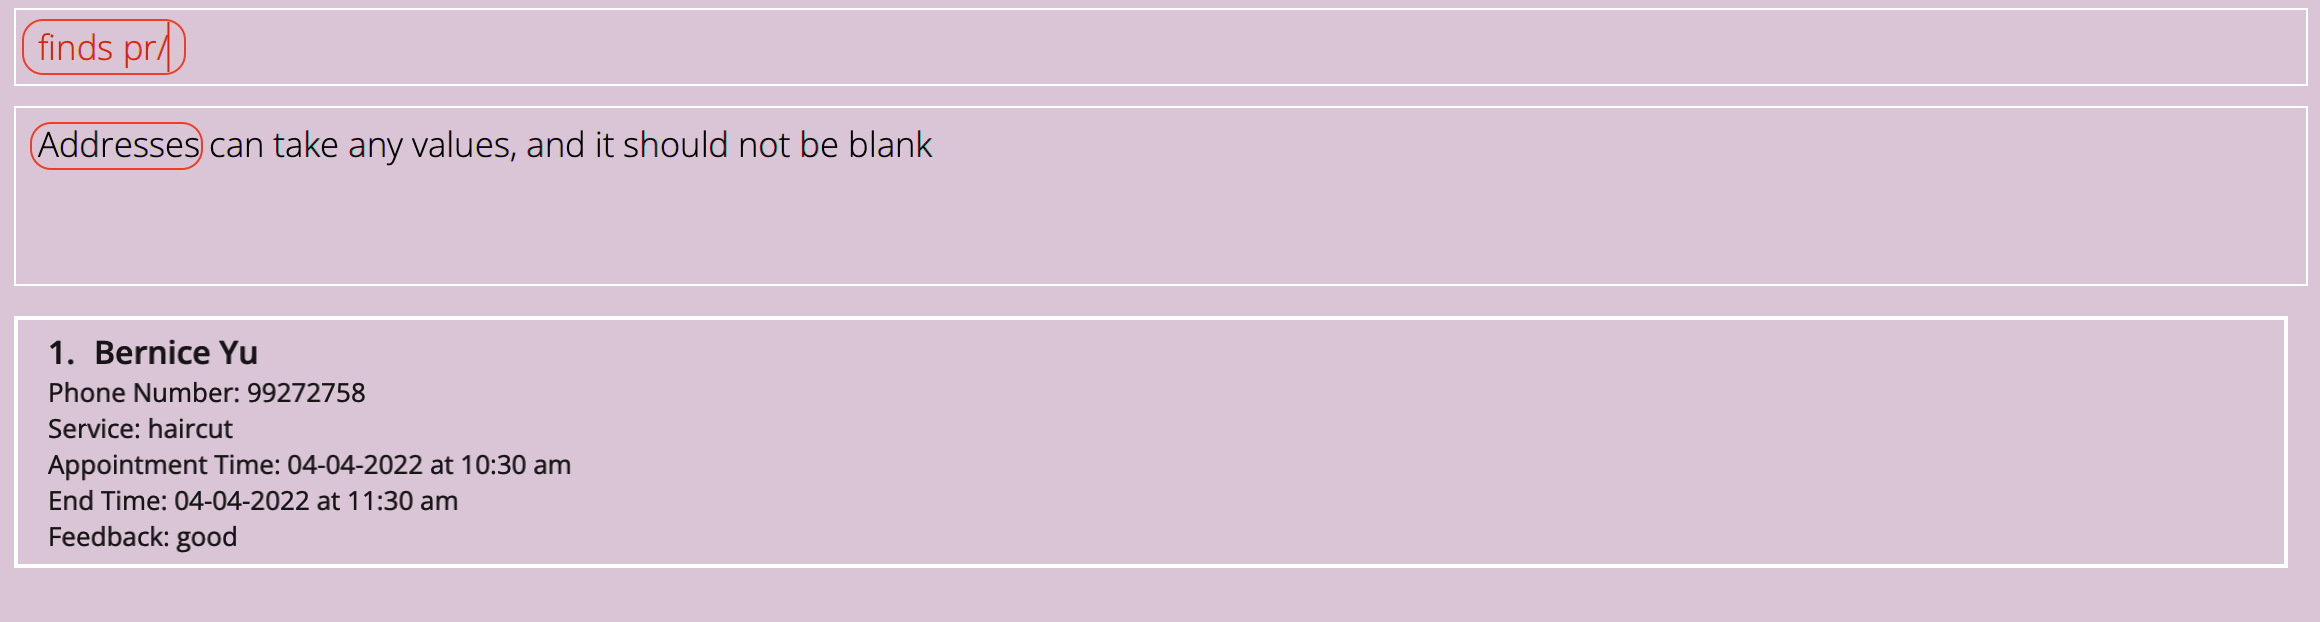 finds pr/
Addresses can take any values, and it should not be blank
1. Bernice Yu
Phone Number: 99272758
Service: haircut
Appointment Time: 04-04-2022 at 10:30 am
End Time: 04-04-2022 at 11:30 am
Feedback: good